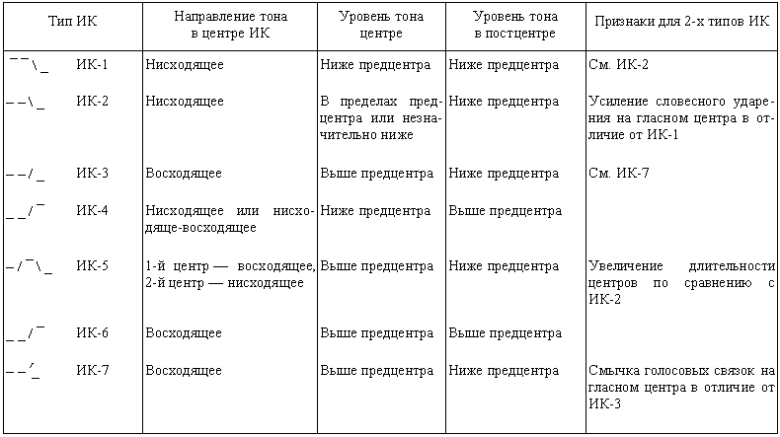 Тип ИК | Направление тона в центре ИК | Уровень тона центре | Уровень тона в постцентре | Признаки для 2-х типов ИК
¯ ¯ \ _ ИК-1 | Нисходящее | Ниже предцентра | Ниже предцентра | См. ИК-2
– – \ _ ИК-2 | Нисходящее | В пределах пред-центра или незна-чительно ниже | Ниже предцентра | Усиление словесного ударе-ния на гласном центра в от-личие от ИК-1
– – / _ ИК-3 | Восходящее | Выше предцентра | Ниже предцентра | См. ИК-7
_ _ / ¯ ИК-4 | Нисходящее или нисхо-дяще-восходящее | Ниже предцентра | Выше предцентра
– / ¯ \ _ ИК-5 | 1-й центр — восходящее, 2-й центр — нисходящее | Выше предцентра | Ниже предцентра | Увеличение длительности центров по сравнению с ИК-2
_ _ / ¯ ИК-6 | Восходящее | Выше предцентра | Выше предцентра
– – ´ _ ИК-7 | Восходящее | Выше предцентра | Ниже предцентра | Смычка голосовых связок на гласном центра в отличие от ИК-3